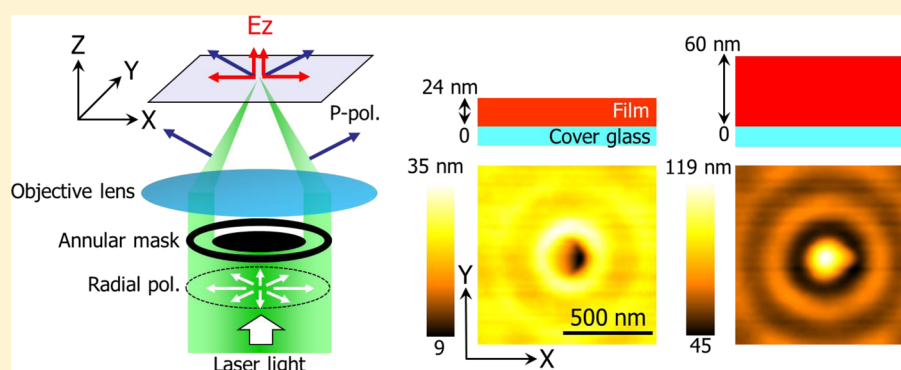 Ez
Z
Y
X
P-pol.
Objective lens
Annular mask
Radial pol.
Laser light
24 nm
0
Film
Cover glass
60 nm
0
35 nm
9
Y
X
500 nm
119 nm
45